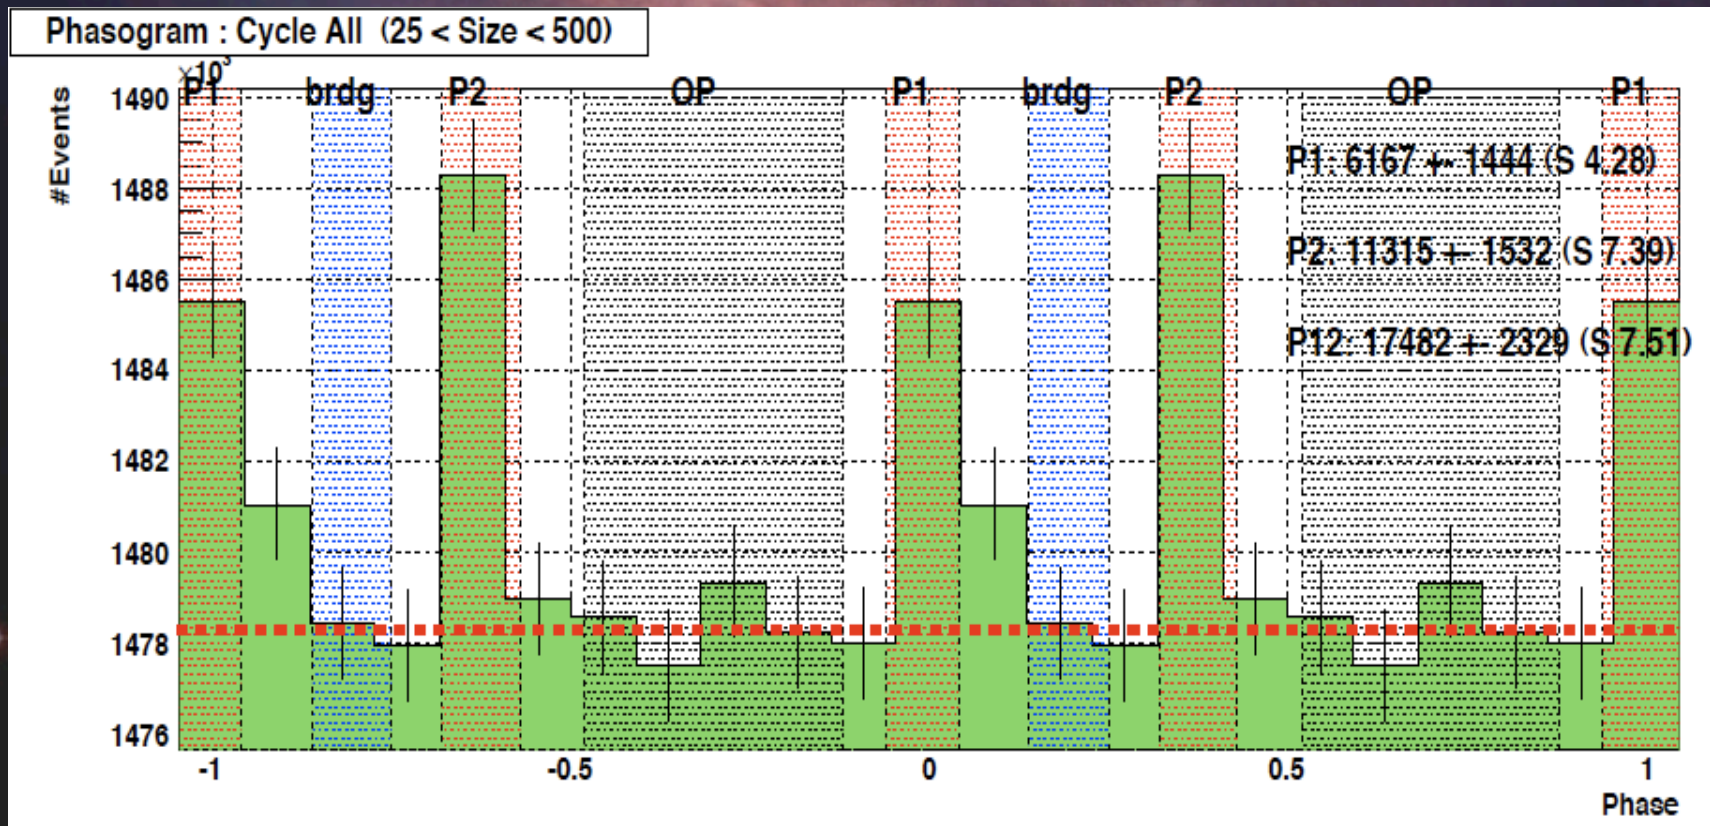 Phasogram : Cycle All (25 < Size < 500)
×10³
P1 brdg P2 OP P1 brdg P2 OP P1
#Events
1490
1488
1486
1484
1482
1480
1478
1476
P1: 6167 +- 1444 (S 4.28)
P2: 11315 +- 1532 (S 7.39)
P12: 17482 +- 2329 (S 7.51)
-1 -0.5 0 0.5 1
Phase